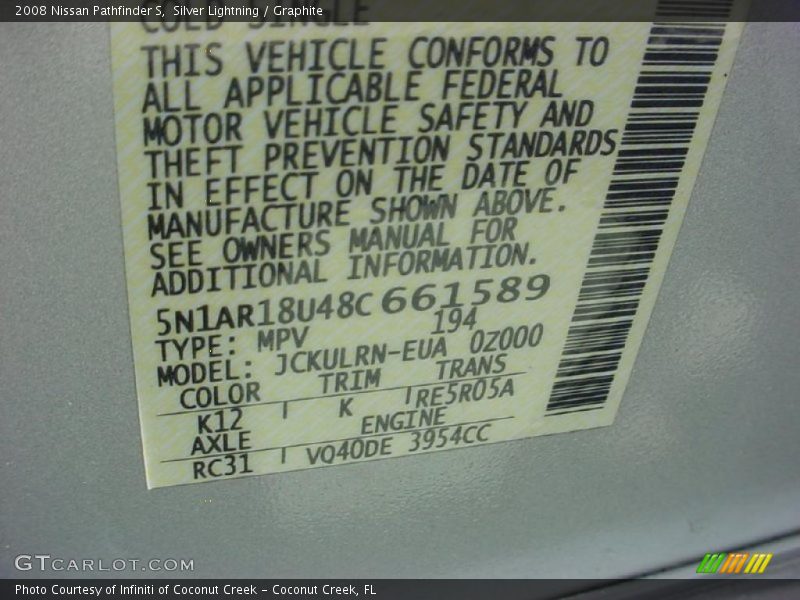 2008 Nissan Pathfinder S, Silver Lightning / Graphite
COLD SINGLE
THIS VEHICLE CONFORMS TO
ALL APPLICABLE FEDERAL
MOTOR VEHICLE SAFETY AND
THEFT PREVENTION STANDARDS
IN EFFECT ON THE DATE OF
MANUFACTURE SHOWN ABOVE.
SEE OWNERS MANUAL FOR
ADDITIONAL INFORMATION.
5N1AR18U48C661589
TYPE: MPV 194
MODEL: JCKULRN-EUA 0Z000
COLOR TRIM TRANS
K12 K RE5R05A
AXLE ENGINE
RC31 VQ40DE 3954CC
GTCARLOT.COM
Photo Courtesy of Infiniti of Coconut Creek - Coconut Creek, FL